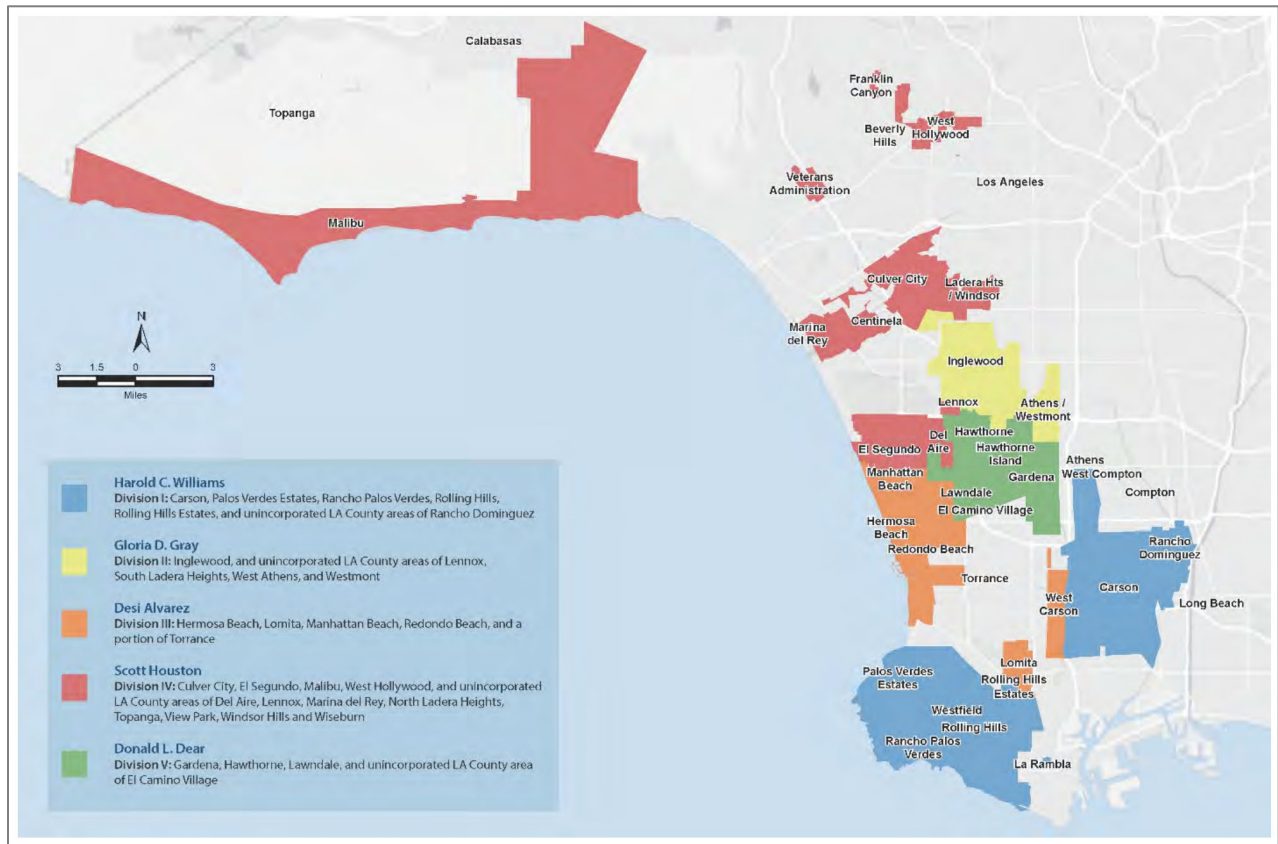 Calabasas
Topanga
Malibu
Franklin
Canyon
Beverly
Hills
West
Hollywood
Veterans
Administration
Los Angeles
Culver City
Ladera Hts
/ Windsor
Centinela
Marina
del Rey
Inglewood
Lennox
Athens /
Westmont
Del
Aire
Hawthorne
El Segundo
Hawthorne
Island
Manhattan
Beach
Gardena
Athens
West Compton
Compton
Lawndale
El Camino Village
Hermosa
Beach
Redondo Beach
Rancho
Dominguez
Torrance
West
Carson
Carson
Long Beach
Lomita
Palos Verdes
Estates
Rolling Hills
Estates
Westfield
Rolling Hills
Rancho Palos
Verdes
La Rambla
N
3 1.5 0 3
Miles
Harold C. Williams
Division I: Carson, Palos Verdes Estates, Rancho Palos Verdes, Rolling Hills,
Rolling Hills Estates, and unincorporated LA County areas of Rancho Dominguez
Gloria D. Gray
Division II: Inglewood, and unincorporated LA County areas of Lennox,
South Ladera Heights, West Athens, and Westmont
Desi Alvarez
Division III: Hermosa Beach, Lomita, Manhattan Beach, Redondo Beach, and a
portion of Torrance
Scott Houston
Division IV: Culver City, El Segundo, Malibu, West Hollywood, and unincorporated
LA County areas of Del Aire, Lennox, Marina del Rey, North Ladera Heights,
Topanga, View Park, Windsor Hills and Wiseburn
Donald L. Dear
Division V: Gardena, Hawthorne, Lawndale, and unincorporated LA County area
of El Camino Village